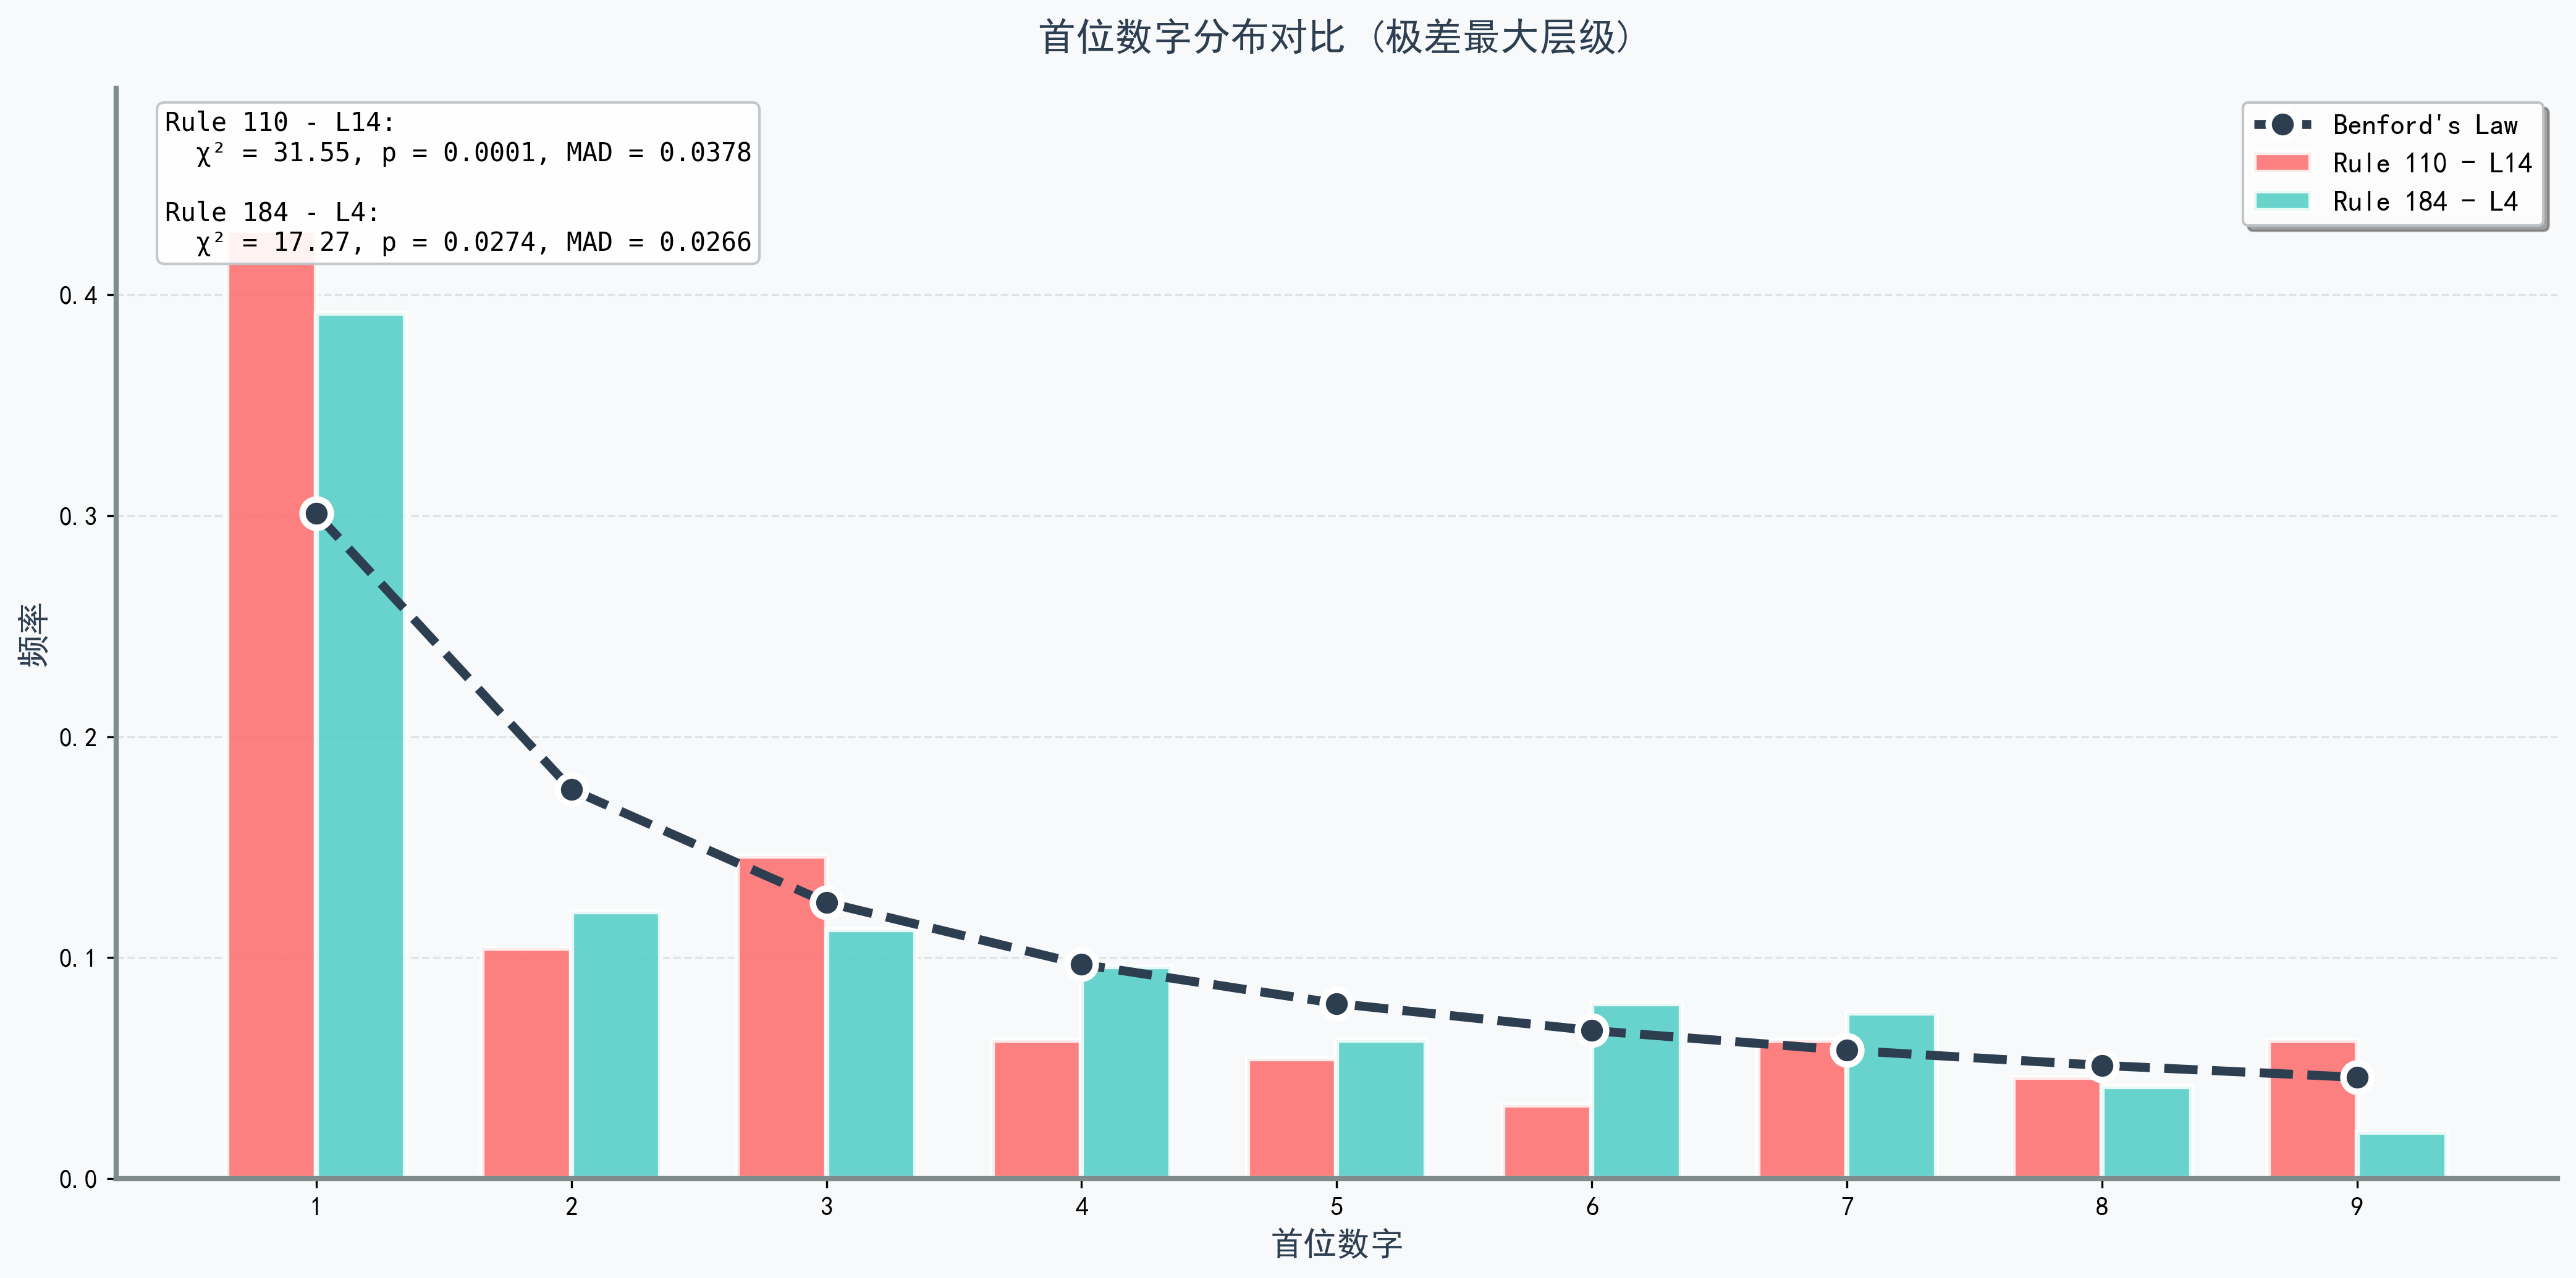 首位数字分布对比 (极差最大层级)
Rule 110 - L14:
χ² = 31.55, p = 0.0001, MAD = 0.0378
Rule 184 - L4:
χ² = 17.27, p = 0.0274, MAD = 0.0266
Benford's Law
Rule 110 - L14
Rule 184 - L4
频率
0.4
0.3
0.2
0.1
0.0
1 2 3 4 5 6 7 8 9
首位数字